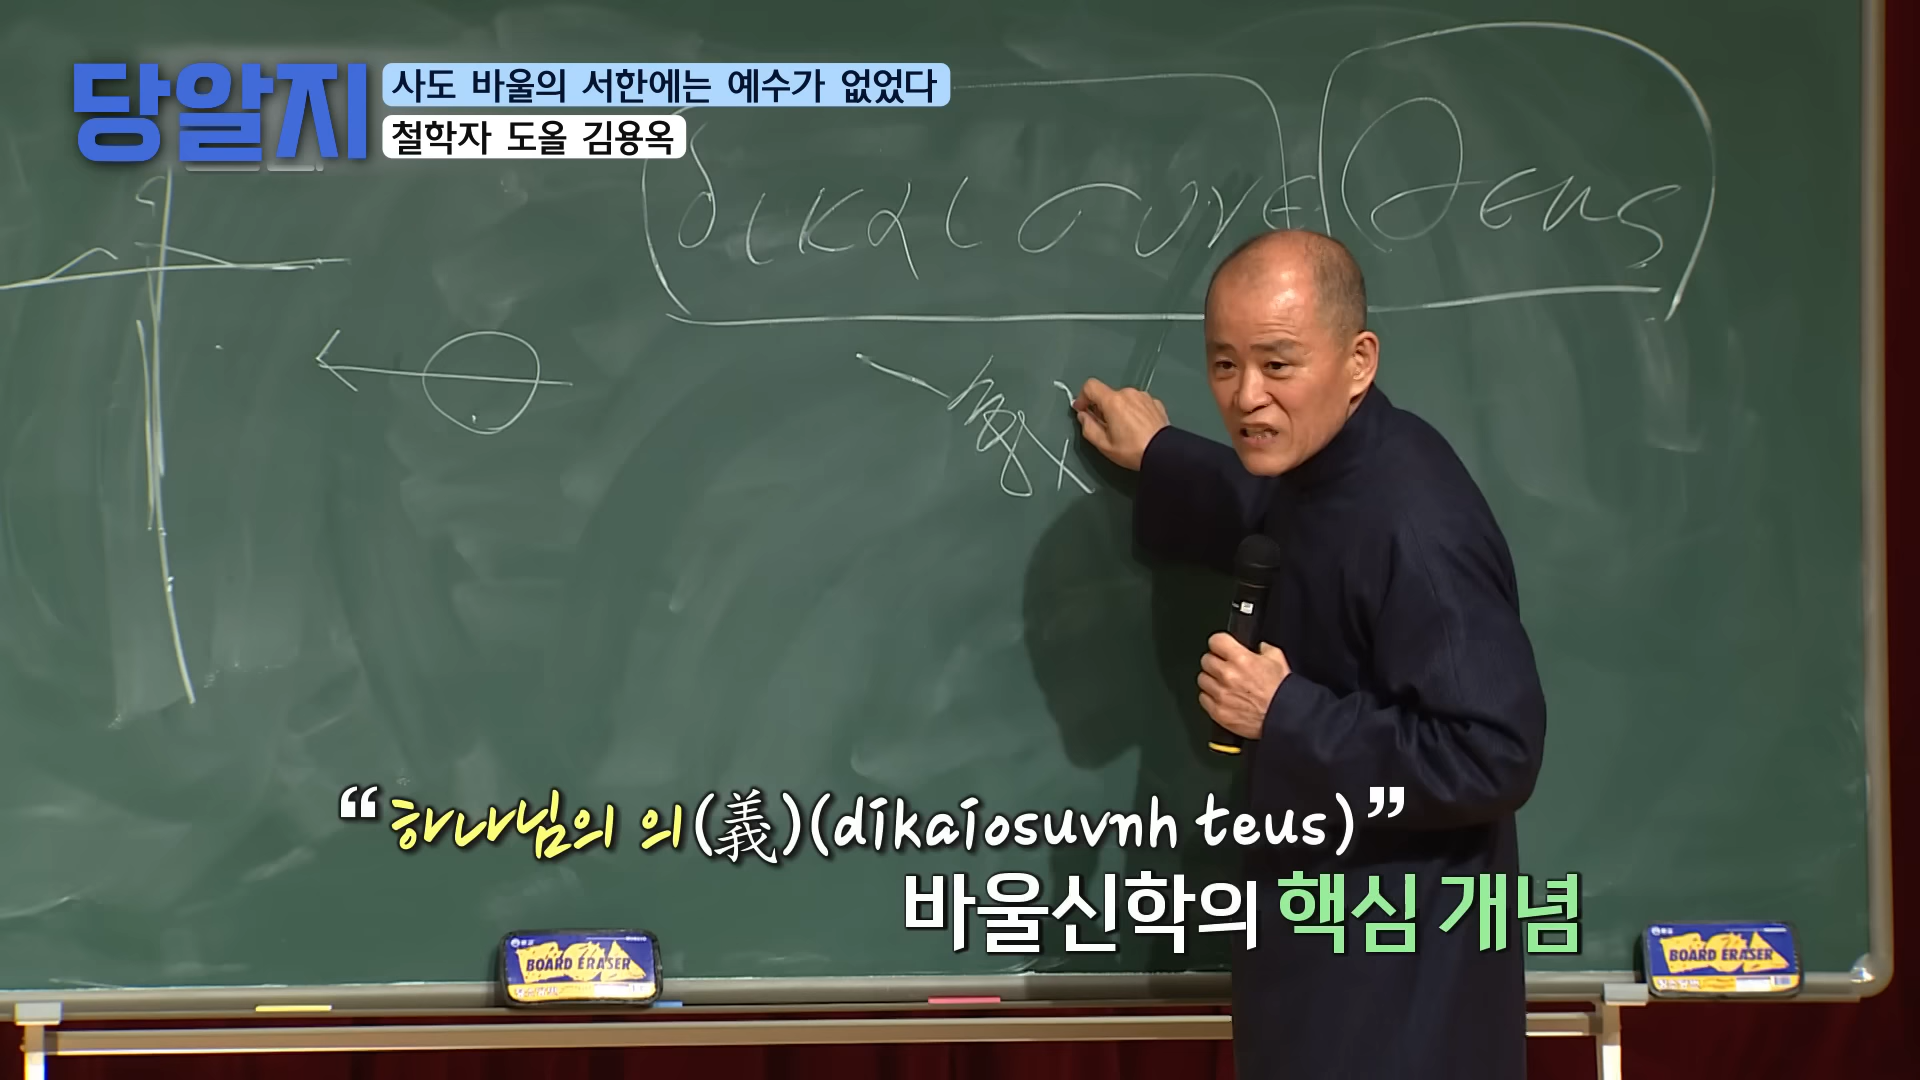 당알지
사도 바울의 서한에는 예수가 없었다
철학자 도올 김용옥
δικαιοσυνε θeus
“하나님의 의(義)(dikaiosuvnh teus)”
바울신학의 핵심 개념
BOARD ERASER
BOARD ERASER